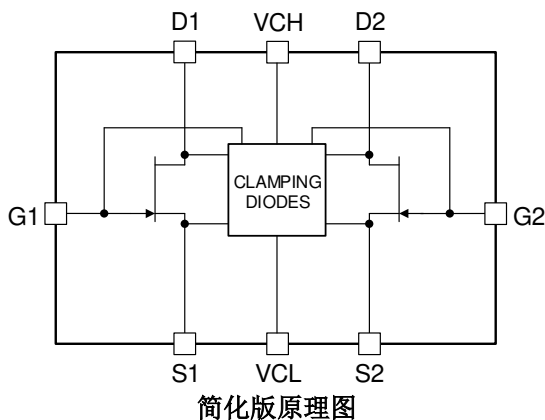 D1 VCH D2
CLAMPING
DIODES
G1
G2
S1 VCL S2
简化版原理图